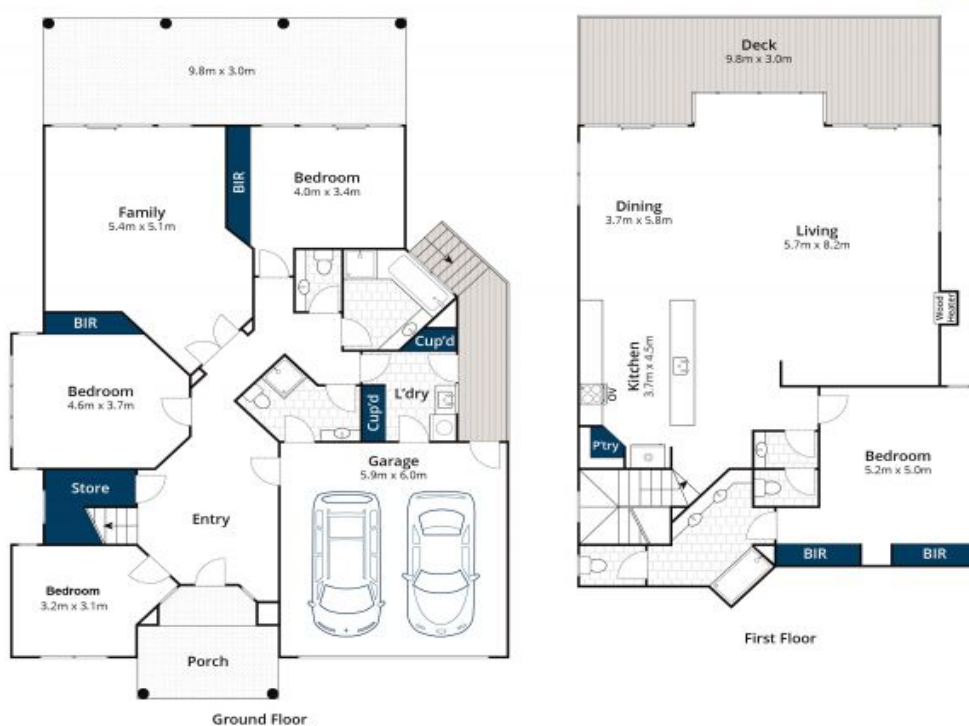 9.8m x 3.0m
BIR
Bedroom
4.0m x 3.4m
Family
5.4m x 5.1m
BIR
Bedroom
4.6m x 3.7m
Cup'd
Cup'd
L'dry
Garage
5.9m x 6.0m
Store
Entry
Bedroom
3.2m x 3.1m
Porch
Ground Floor
Deck
9.8m x 3.0m
Dining
3.7m x 5.8m
Living
5.7m x 8.2m
Wood
Heater
Kitchen
3.7m x 4.5m
OV
P'try
Bedroom
5.2m x 5.0m
BIR
BIR
First Floor